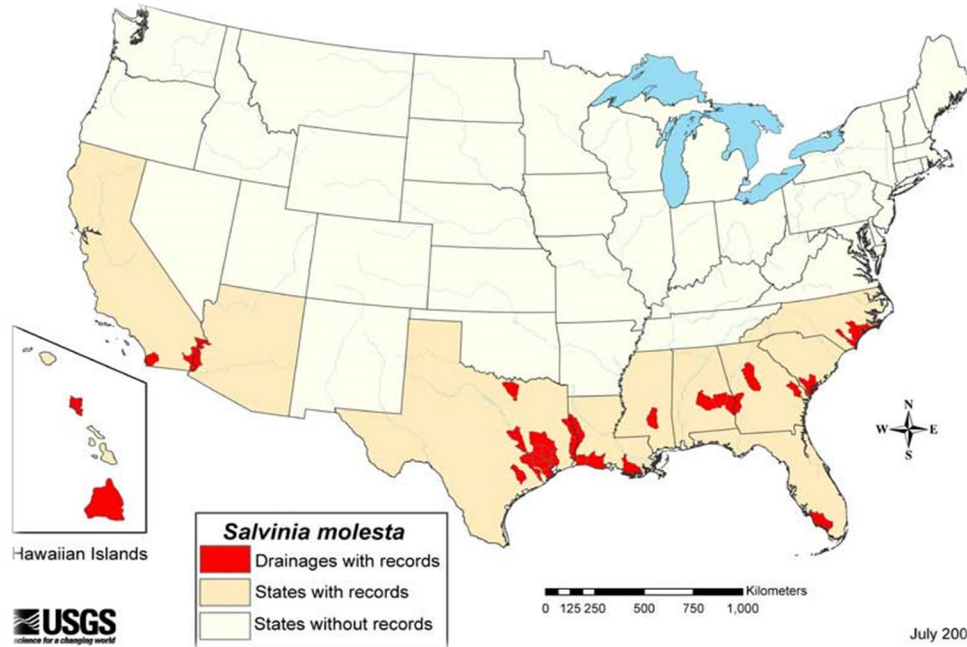 N
W E
S
Salvinia molesta
Drainages with records
States with records
States without records
Hawaiian Islands
Kilometers
0 125 250 500 750 1,000
USGS
science for a changing world
July 200